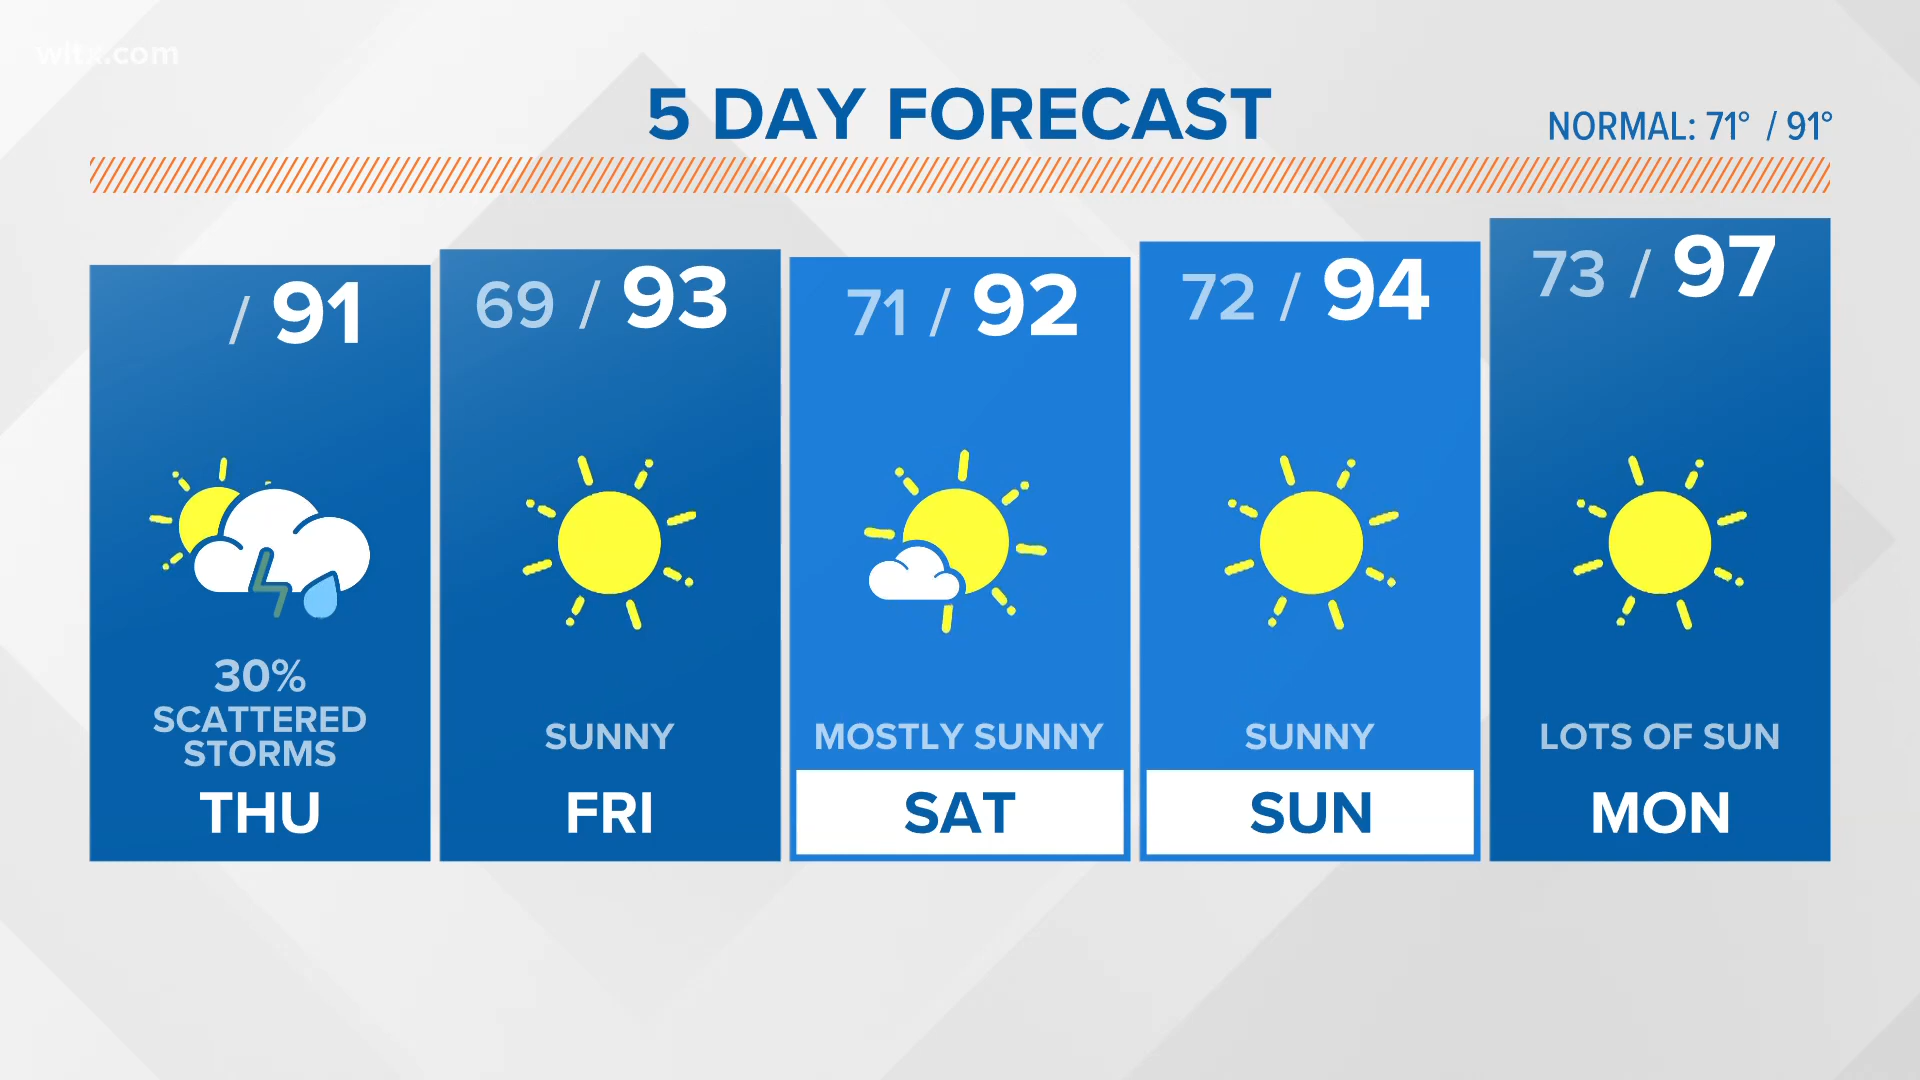 wltx.com
5 DAY FORECAST
NORMAL: 71° / 91°
/ 91
30%
SCATTERED
STORMS
THU
69 / 93
SUNNY
FRI
71 / 92
MOSTLY SUNNY
SAT
72 / 94
SUNNY
SUN
73 / 97
LOTS OF SUN
MON